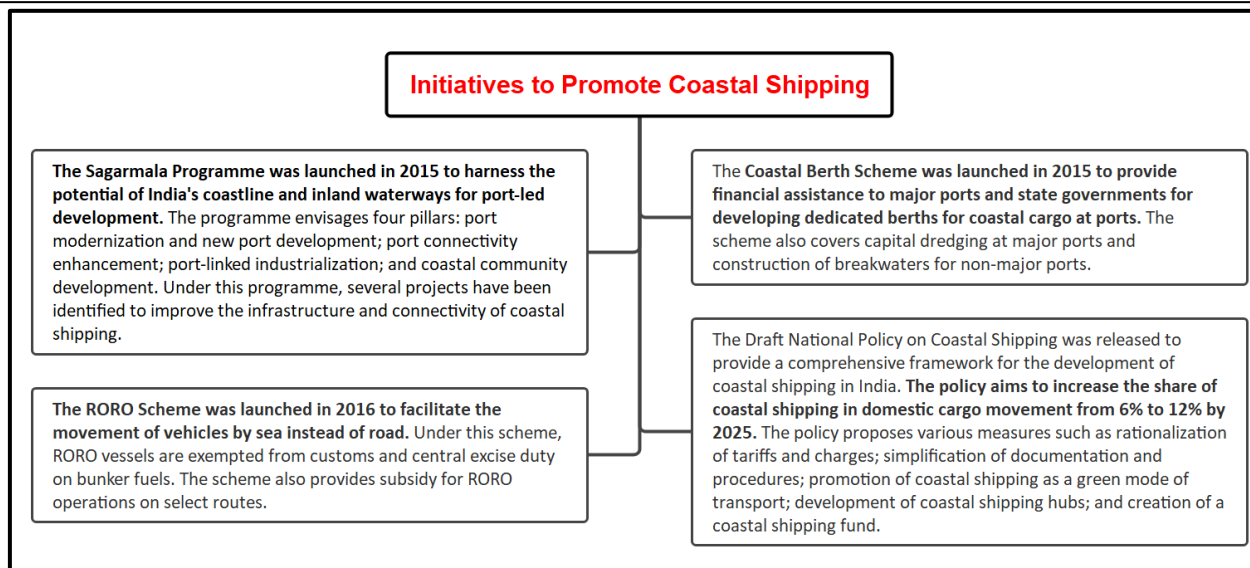 Initiatives to Promote Coastal Shipping
The Sagarmala Programme was launched in 2015 to harness the
potential of India's coastline and inland waterways for port-led
development. The programme envisages four pillars: port
modernization and new port development; port connectivity
enhancement; port-linked industrialization; and coastal community
development. Under this programme, several projects have been
identified to improve the infrastructure and connectivity of coastal
shipping.
The RORO Scheme was launched in 2016 to facilitate the
movement of vehicles by sea instead of road. Under this scheme,
RORO vessels are exempted from customs and central excise duty
on bunker fuels. The scheme also provides subsidy for RORO
operations on select routes.
The Coastal Berth Scheme was launched in 2015 to provide
financial assistance to major ports and state governments for
developing dedicated berths for coastal cargo at ports. The
scheme also covers capital dredging at major ports and
construction of breakwaters for non-major ports.
The Draft National Policy on Coastal Shipping was released to
provide a comprehensive framework for the development of
coastal shipping in India. The policy aims to increase the share of
coastal shipping in domestic cargo movement from 6% to 12% by
2025. The policy proposes various measures such as rationalization
of tariffs and charges; simplification of documentation and
procedures; promotion of coastal shipping as a green mode of
transport; development of coastal shipping hubs; and creation of a
coastal shipping fund.